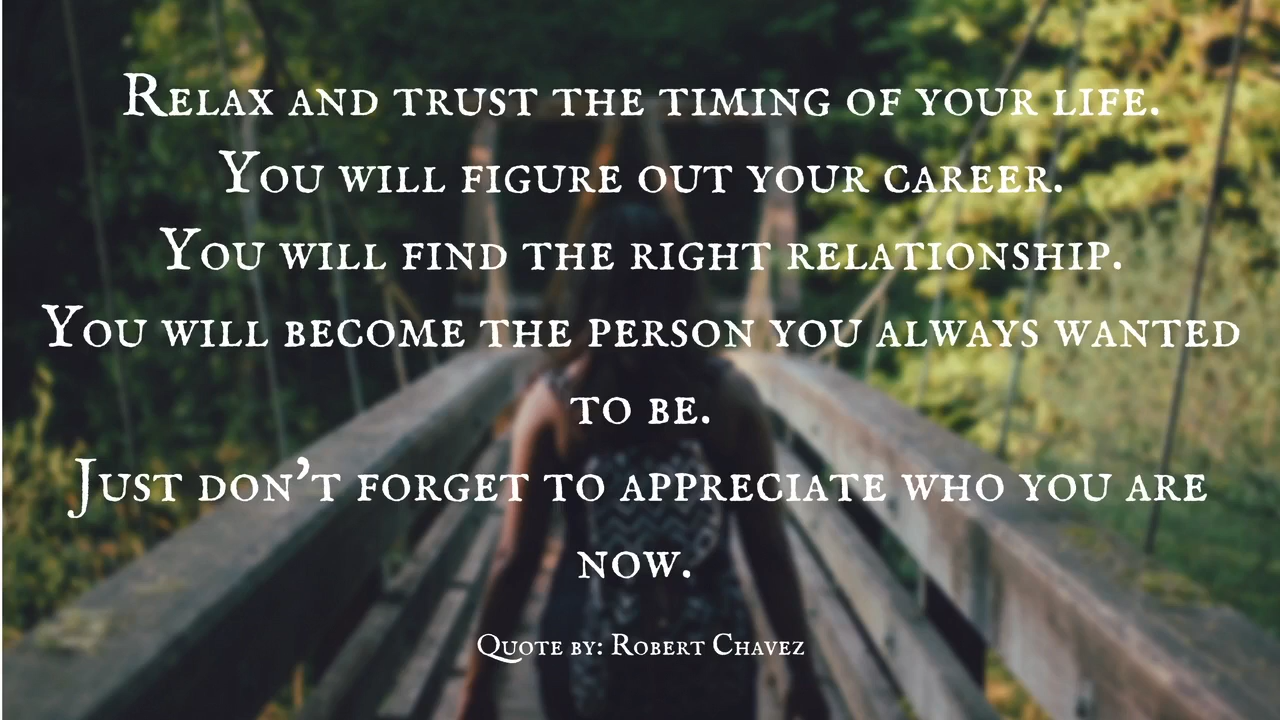 Relax and trust the timing of your life.
You will figure out your career.
You will find the right relationship.
You will become the person you always wanted
to be.
Just don't forget to appreciate who you are
now.
Quote by: Robert Chavez